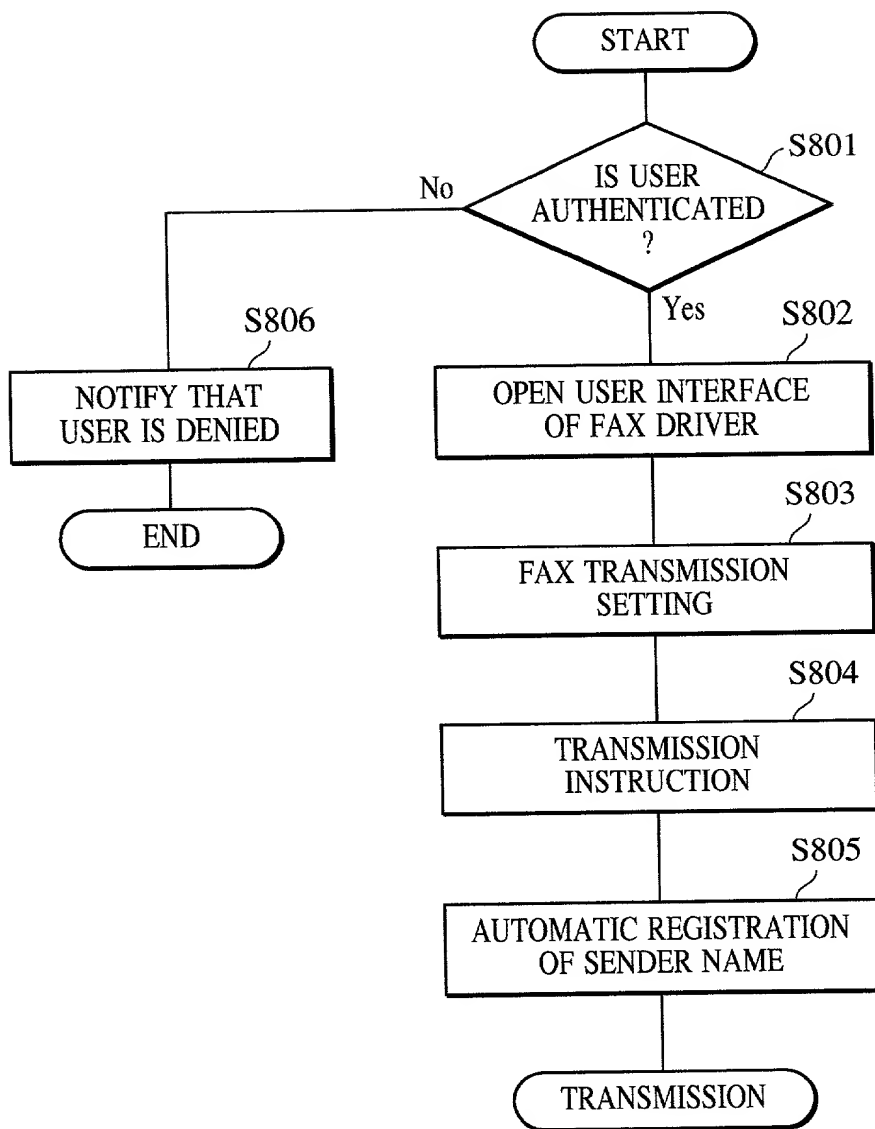 START
S801
IS USER
AUTHENTICATED
?
No
Yes
S806
NOTIFY THAT
USER IS DENIED
END
S802
OPEN USER INTERFACE
OF FAX DRIVER
S803
FAX TRANSMISSION
SETTING
S804
TRANSMISSION
INSTRUCTION
S805
AUTOMATIC REGISTRATION
OF SENDER NAME
TRANSMISSION